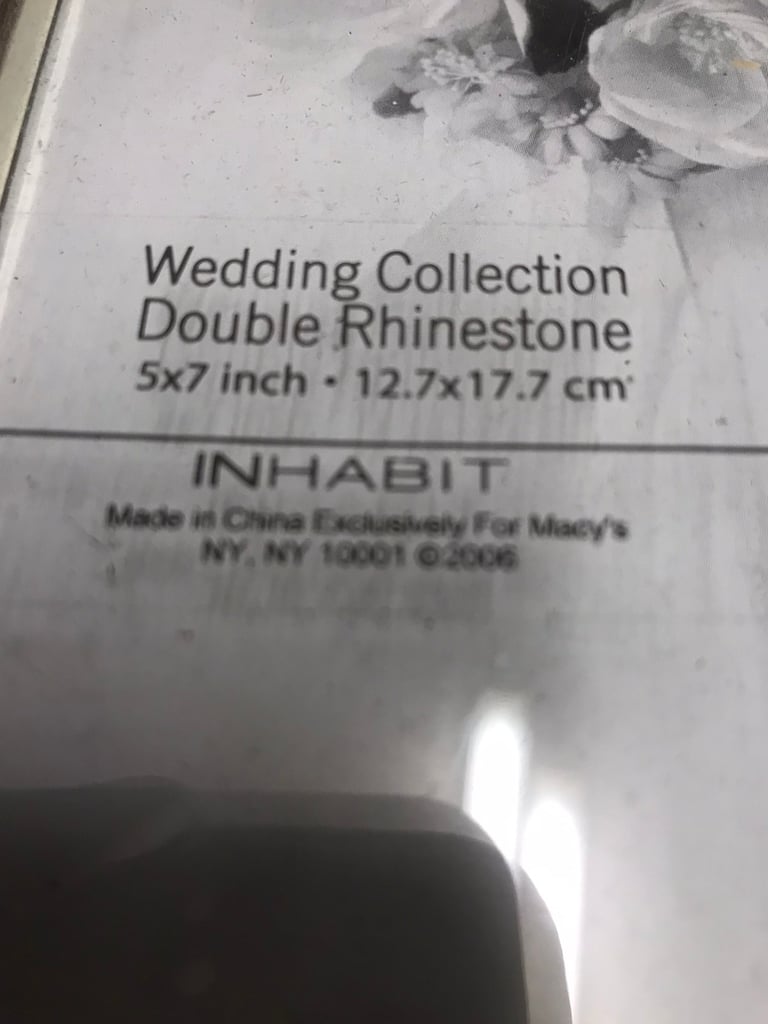 Wedding Collection
Double Rhinestone
5x7 inch • 12.7x17.7 cm
INHABIT
Made in China Exclusively For Macy's
NY, NY 10001 ©2006